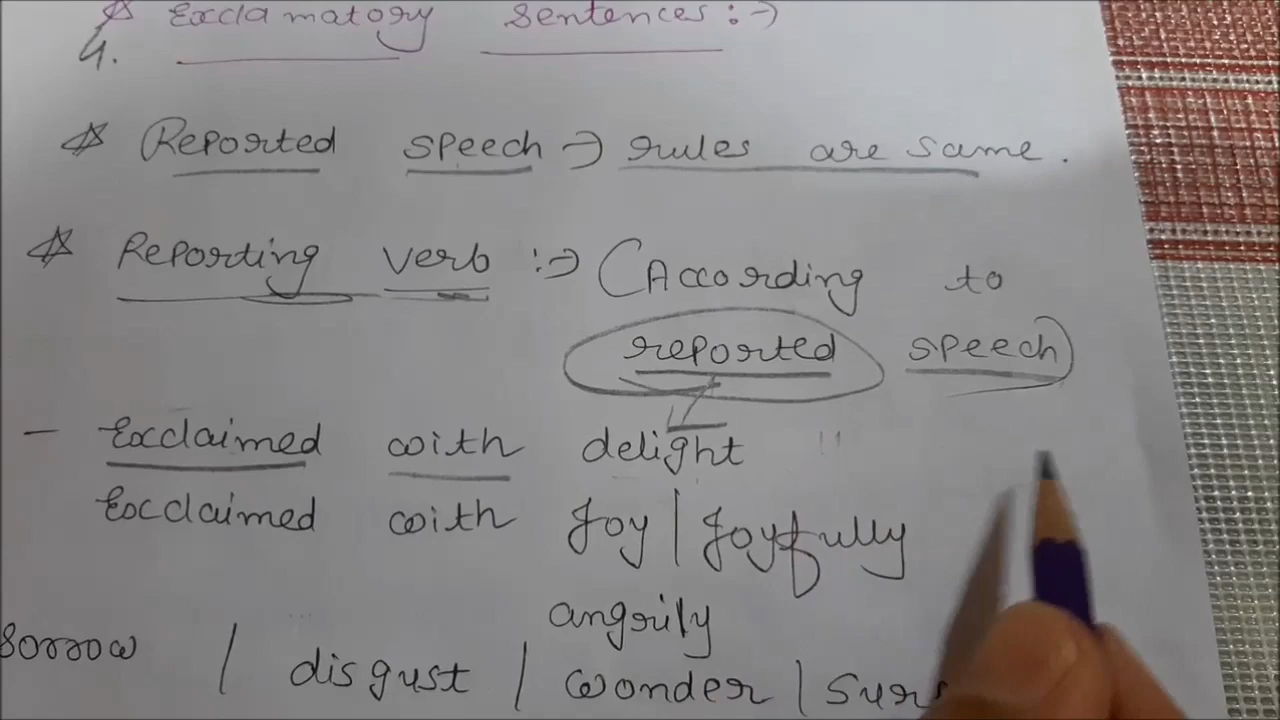 ☆ Exclamatory sentences :→
4.
☆ Reported speech → rules are same.
☆ Reporting verb :→ (According to
reported speech)
- Exclaimed with delight
Exclaimed with Joy / Joyfully
angrily
sorrow / disgust / wonder /